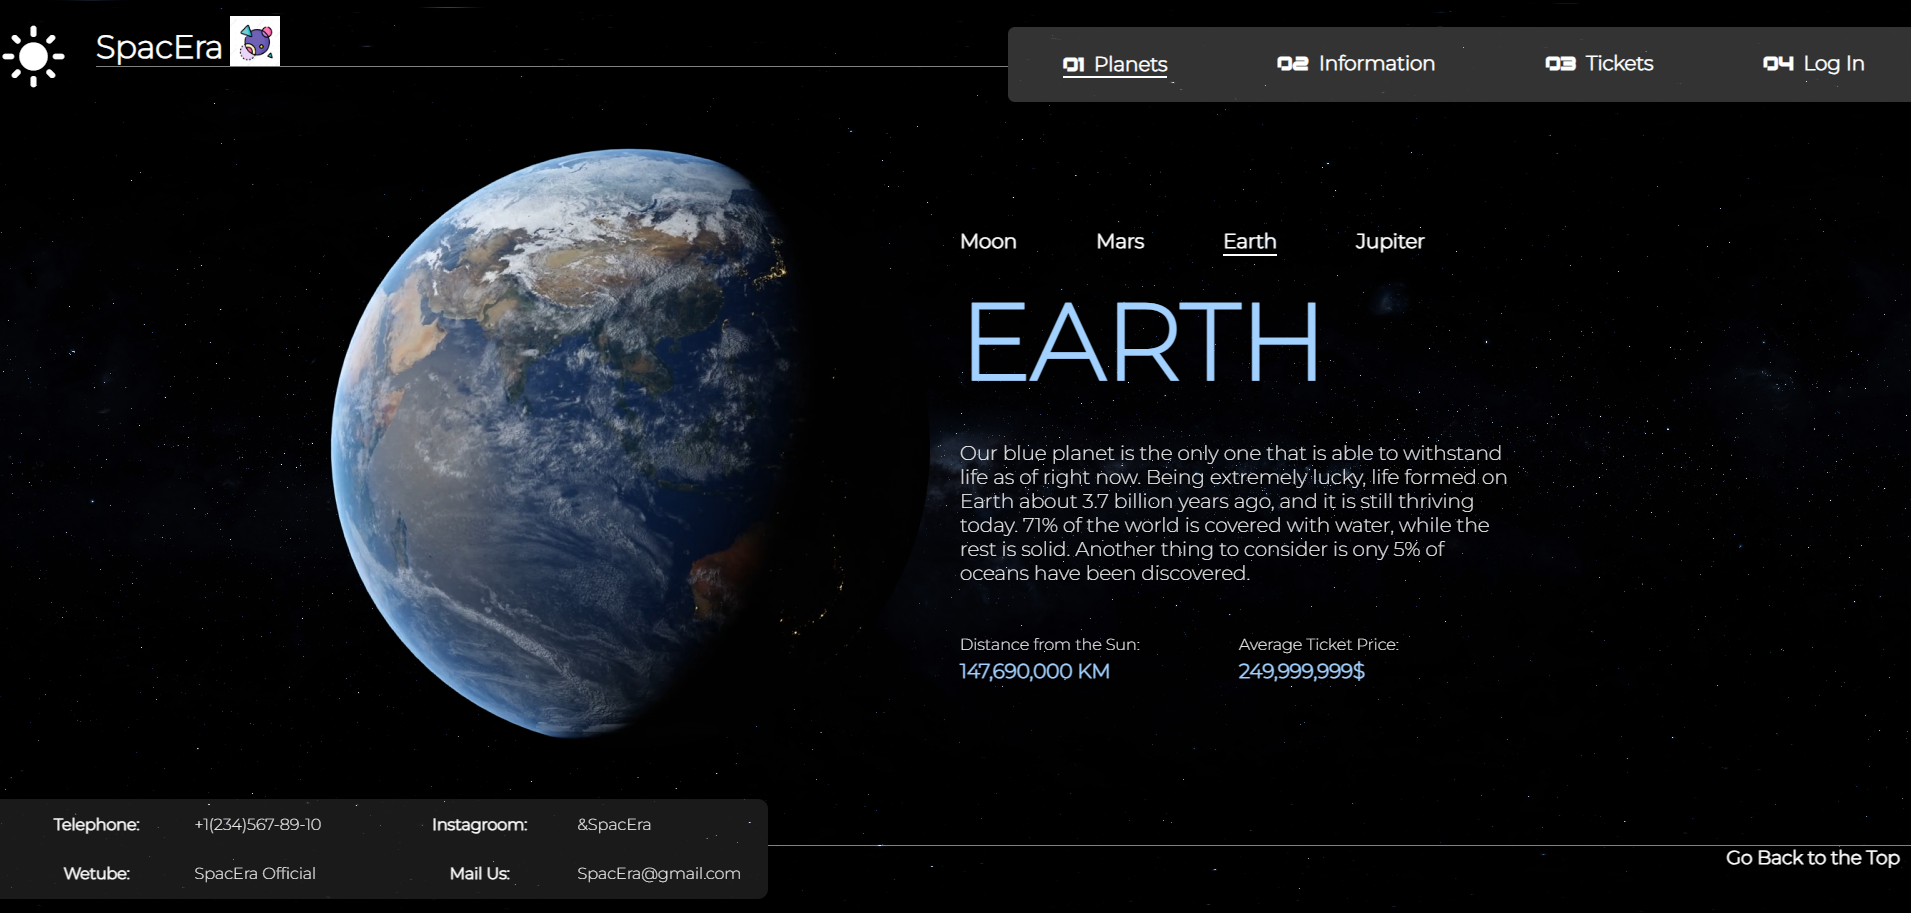 SpacEra
01 Planets
02 Information
03 Tickets
04 Log In
Moon
Mars
Earth
Jupiter
EARTH
Our blue planet is the only one that is able to withstand
life as of right now. Being extremely lucky, life formed on
Earth about 3.7 billion years ago, and it is still thriving
today. 71% of the world is covered with water, while the
rest is solid. Another thing to consider is ony 5% of
oceans have been discovered.
Distance from the Sun:
147,690,000 KM
Average Ticket Price:
249,999,999$
Telephone:
+1(234)567-89-10
Instagroom:
&SpacEra
Wetube:
SpacEra Official
Mail Us:
SpacEra@gmail.com
Go Back to the Top